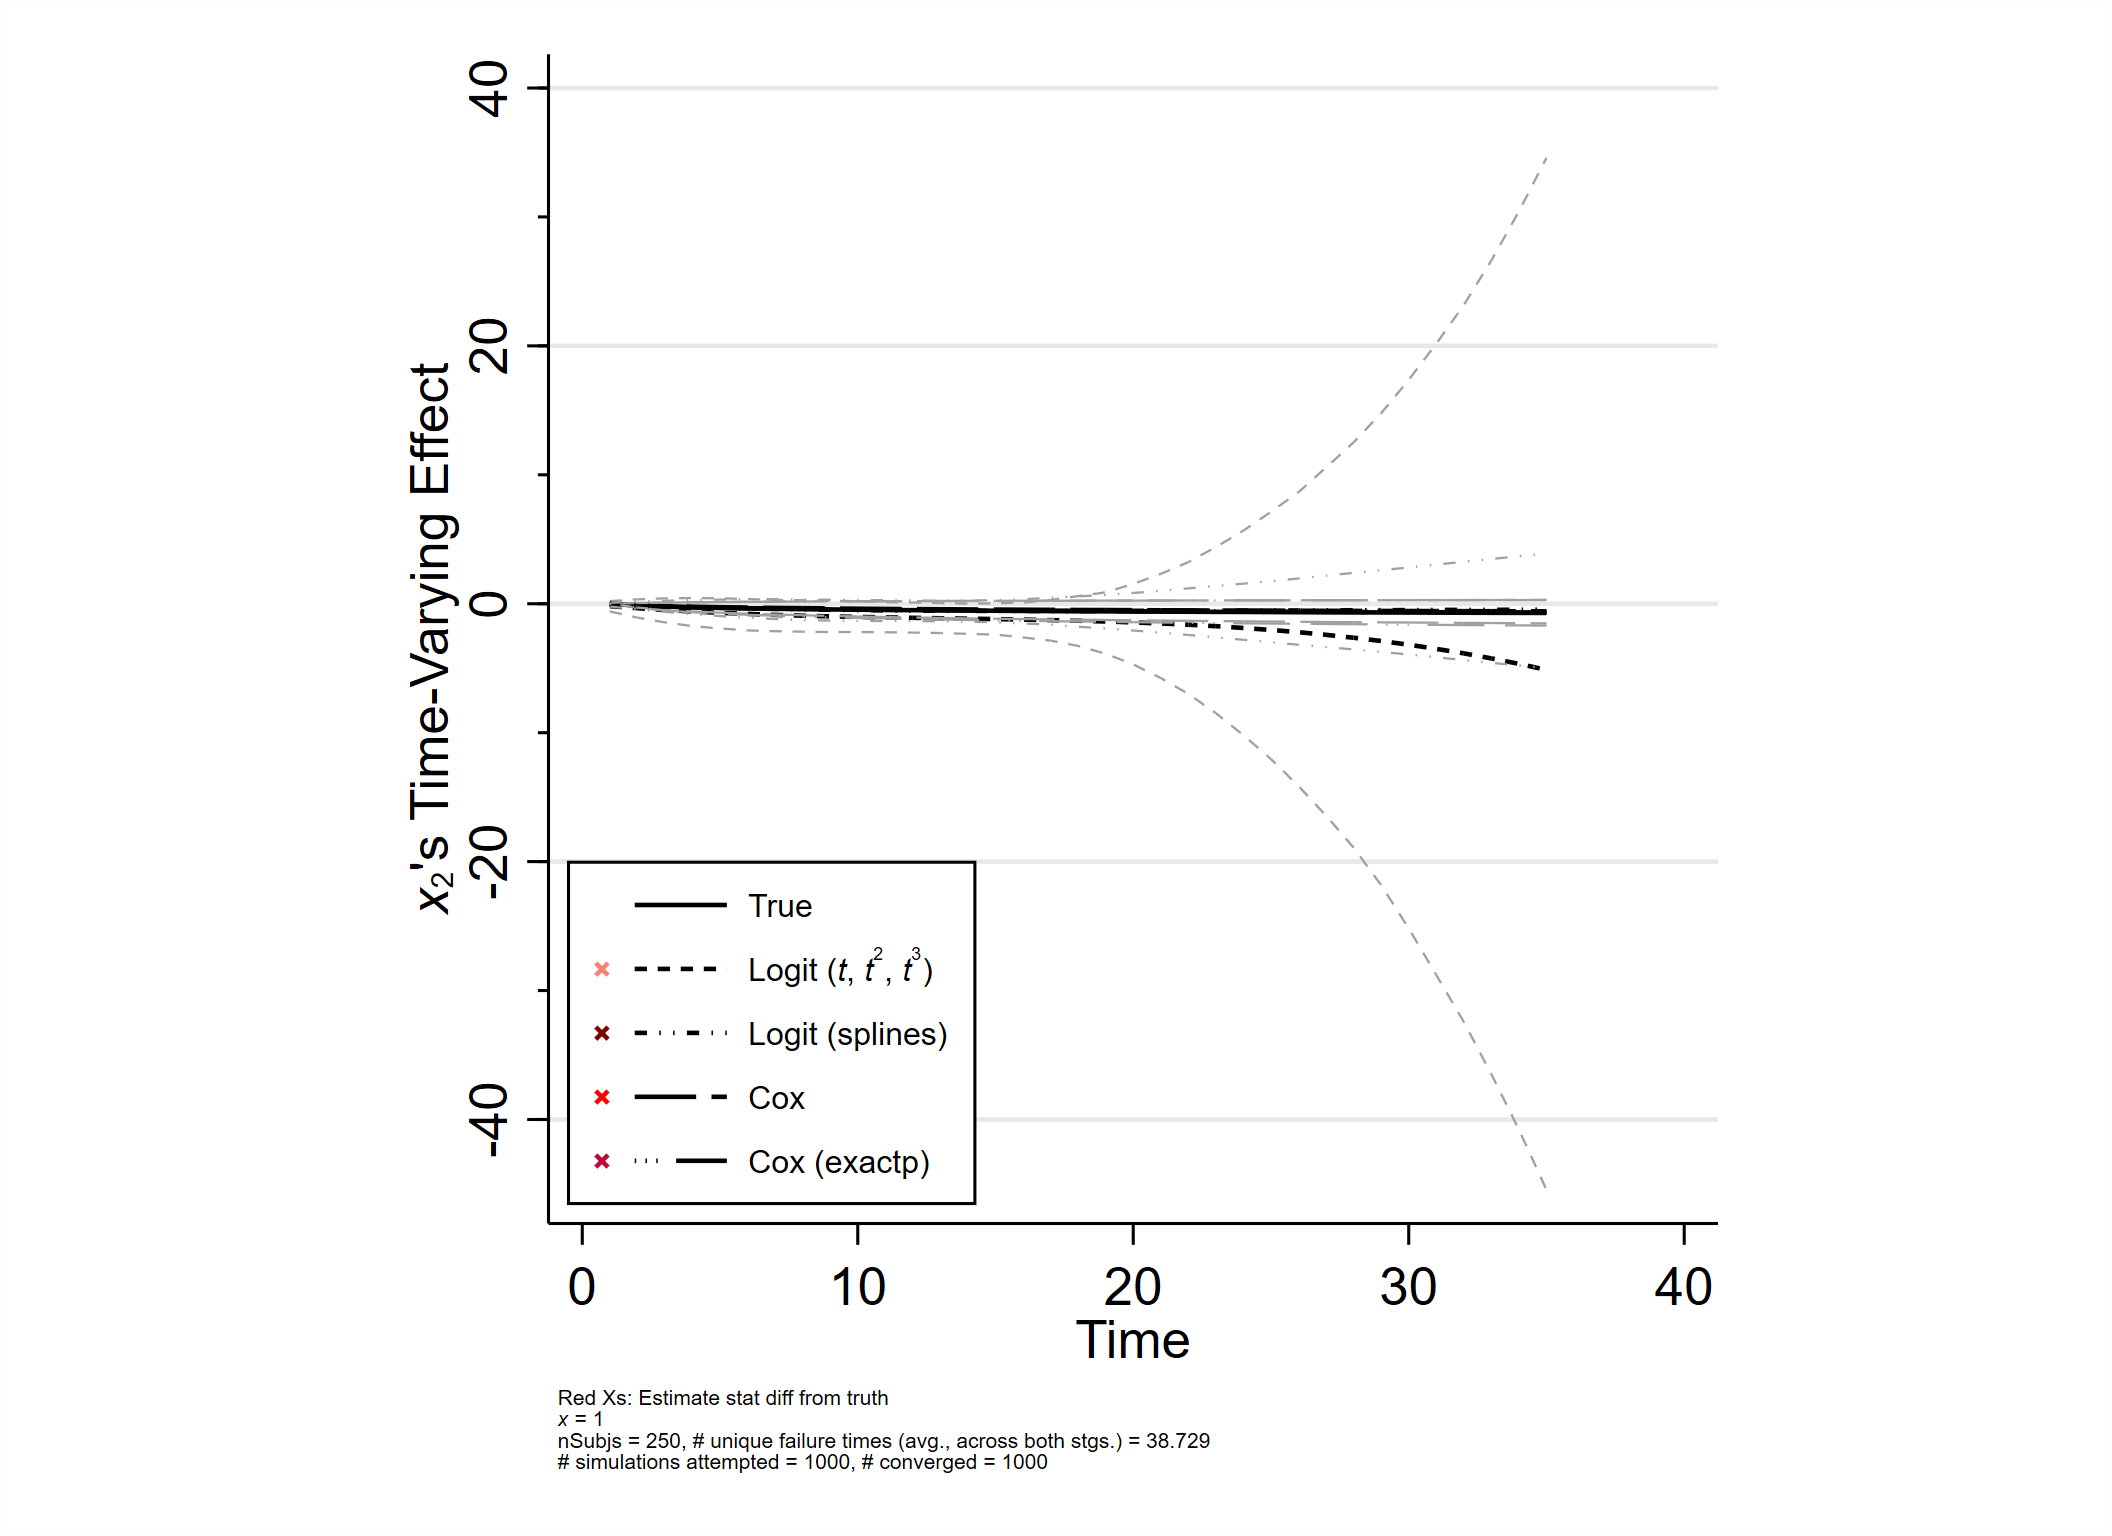 40
20
0
-20
-40
x₂'s Time-Varying Effect
True
Logit (t, t², t³)
Logit (splines)
Cox
Cox (exactp)
0 10 20 30 40
Time
Red Xs: Estimate stat diff from truth
x = 1
nSubjs = 250, # unique failure times (avg., across both stgs.) = 38.729
# simulations attempted = 1000, # converged = 1000